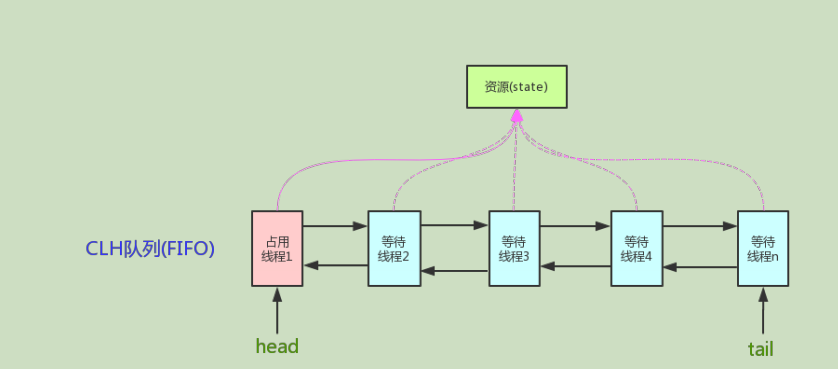 资源(state)
CLH队列(FIFO)
占用
线程1
等待
线程2
等待
线程3
等待
线程4
等待
线程n
head
tail